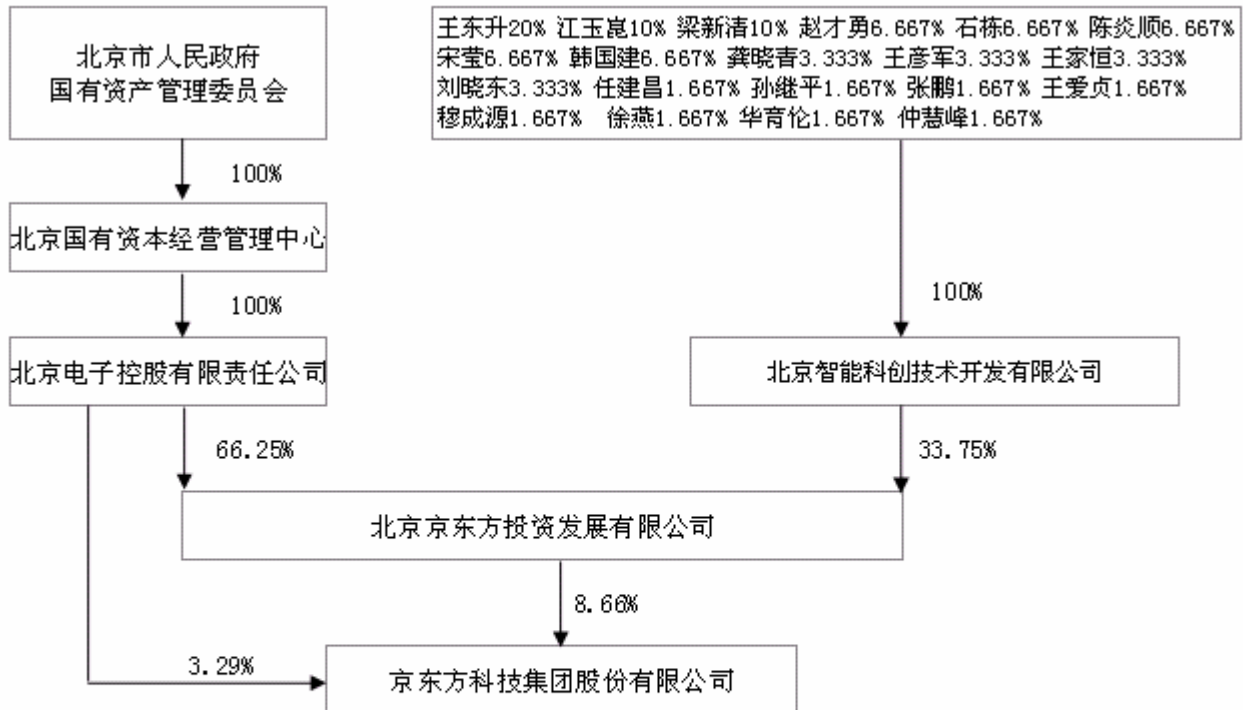 北京市人民政府
国有资产管理委员会
王东升20% 江玉崑10% 梁新清10% 赵才勇6.667% 石栋6.667% 陈炎顺6.667%
宋莹6.667% 韩国建6.667% 龚晓青3.333% 王彦军3.333% 王家恒3.333%
刘晓东3.333% 任建昌1.667% 孙继平1.667% 张鹏1.667% 王爱贞1.667%
穆成源1.667% 徐燕1.667% 华育伦1.667% 仲慧峰1.667%
100%
北京国有资本经营管理中心
100%
100%
北京电子控股有限责任公司
北京智能科创技术开发有限公司
66.25%
33.75%
北京京东方投资发展有限公司
8.66%
3.29%
京东方科技集团股份有限公司